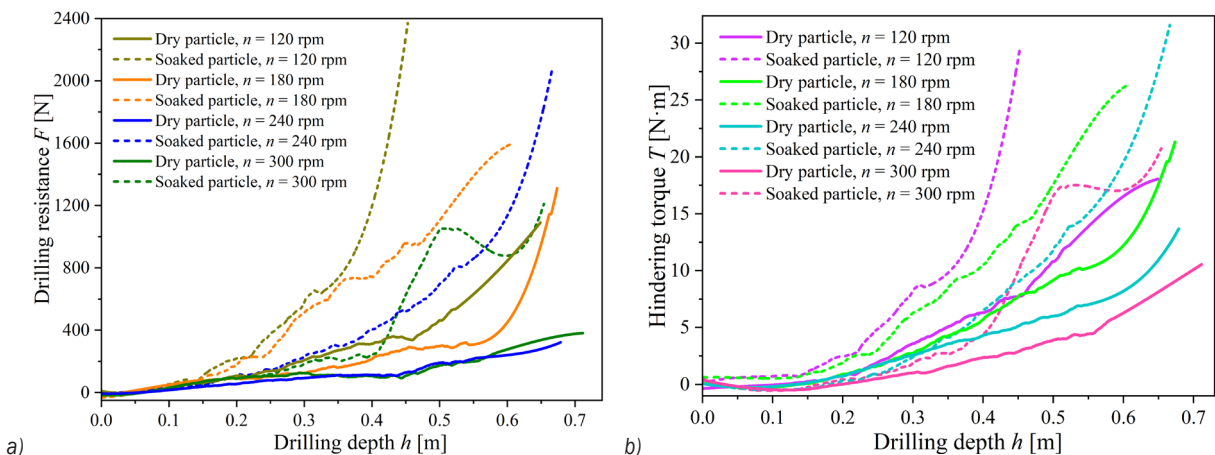 2400
2000
1600
1200
800
400
0
Drilling resistance F [N]
Dry particle, n = 120 rpm
Soaked particle, n = 120 rpm
Dry particle, n = 180 rpm
Soaked particle, n = 180 rpm
Dry particle, n = 240 rpm
Soaked particle, n = 240 rpm
Dry particle, n = 300 rpm
Soaked particle, n = 300 rpm
0.0 0.1 0.2 0.3 0.4 0.5 0.6 0.7
Drilling depth h [m]
a)
30
25
20
15
10
5
0
Hindering torque T [N·m]
Dry particle, n = 120 rpm
Soaked particle, n = 120 rpm
Dry particle, n = 180 rpm
Soaked particle, n = 180 rpm
Dry particle, n = 240 rpm
Soaked particle, n = 240 rpm
Dry particle, n = 300 rpm
Soaked particle, n = 300 rpm
0.0 0.1 0.2 0.3 0.4 0.5 0.6 0.7
Drilling depth h [m]
b)